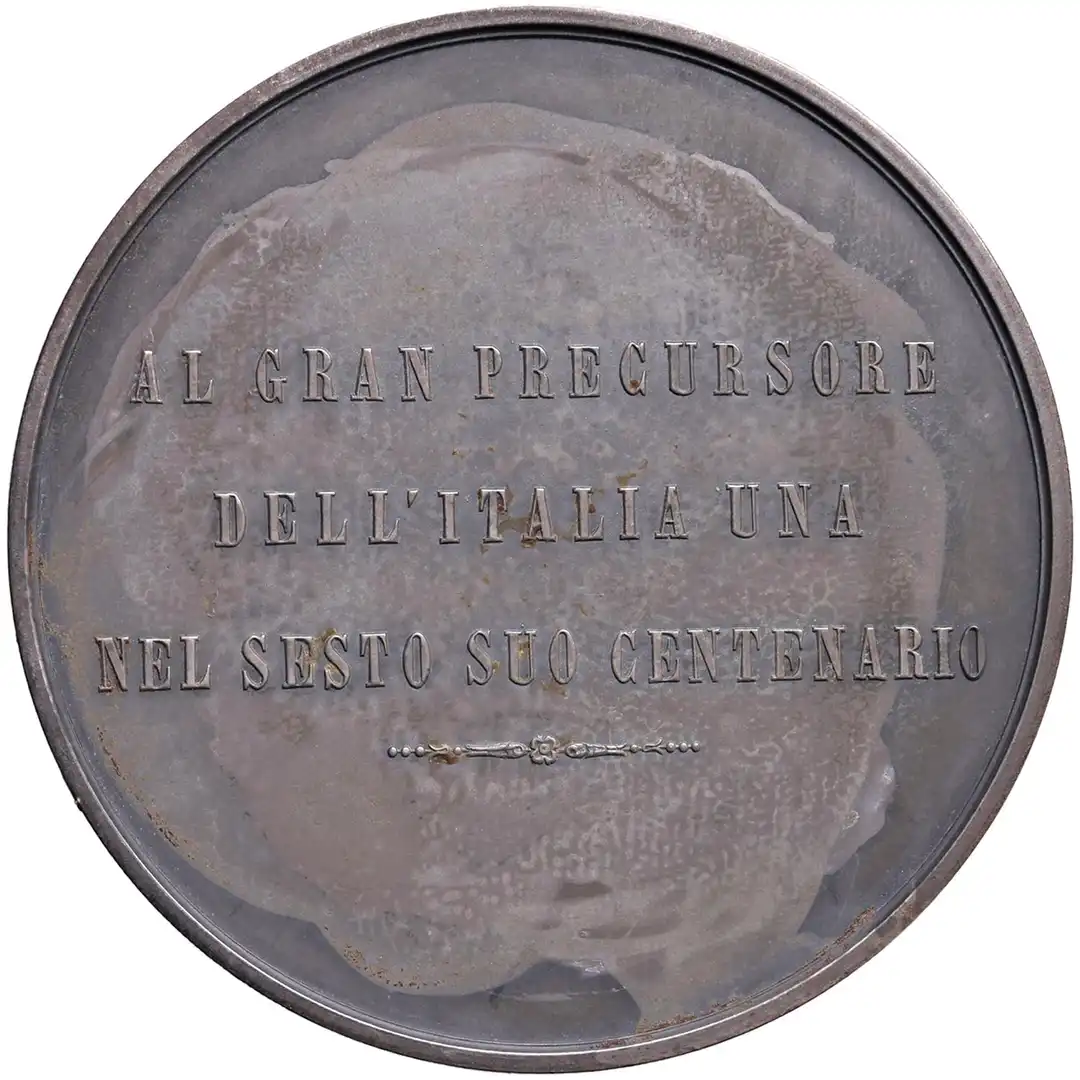 AL GRAN PRECURSORE
DELL'ITALIA UNA
NEL SESTO SUO CENTENARIO